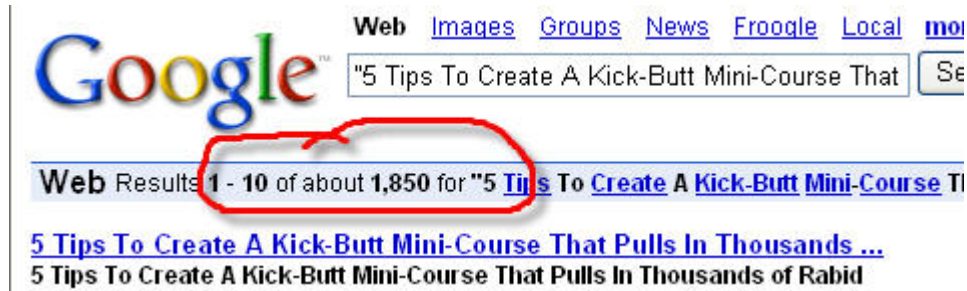 Web Images Groups News Froogle Local
Google™
"5 Tips To Create A Kick-Butt Mini-Course That
Web Results 1 - 10 of about 1,850 for "5 Tips To Create A Kick-Butt Mini-Course
5 Tips To Create A Kick-Butt Mini-Course That Pulls In Thousands ...
5 Tips To Create A Kick-Butt Mini-Course That Pulls In Thousands of Rabid